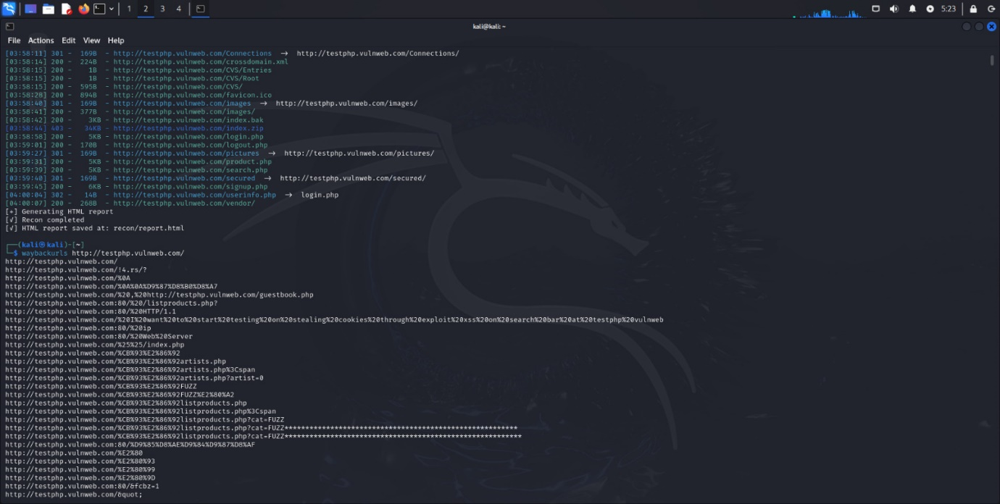 1 2 3 4 5:23
kali@kali: ~
File Actions Edit View Help
[03:58:11] 301 - 169B - http://testphp.vulnweb.com/Connections → http://testphp.vulnweb.com/Connections/
[03:58:14] 200 - 224B - http://testphp.vulnweb.com/crossdomain.xml
[03:58:15] 200 - 1B - http://testphp.vulnweb.com/CVS/Entries
[03:58:15] 200 - 1B - http://testphp.vulnweb.com/CVS/Root
[03:58:15] 200 - 595B - http://testphp.vulnweb.com/CVS/
[03:58:28] 200 - 894B - http://testphp.vulnweb.com/favicon.ico
[03:58:40] 301 - 169B - http://testphp.vulnweb.com/images → http://testphp.vulnweb.com/images/
[03:58:41] 200 - 377B - http://testphp.vulnweb.com/images/
[03:58:42] 200 - 3KB - http://testphp.vulnweb.com/index.bak
[03:58:44] 403 - 34KB - http://testphp.vulnweb.com/index.zip
[03:58:58] 200 - 5KB - http://testphp.vulnweb.com/login.php
[03:59:01] 200 - 170B - http://testphp.vulnweb.com/logout.php
[03:59:27] 301 - 169B - http://testphp.vulnweb.com/pictures → http://testphp.vulnweb.com/pictures/
[03:59:31] 200 - 5KB - http://testphp.vulnweb.com/product.php
[03:59:39] 200 - 5KB - http://testphp.vulnweb.com/search.php
[03:59:40] 301 - 169B - http://testphp.vulnweb.com/secured → http://testphp.vulnweb.com/secured/
[03:59:45] 200 - 6KB - http://testphp.vulnweb.com/signup.php
[04:00:04] 302 - 14B - http://testphp.vulnweb.com/userinfo.php → login.php
[04:00:07] 200 - 268B - http://testphp.vulnweb.com/vendor/
[+] Generating HTML report
[√] Recon completed
[√] HTML report saved at: recon/report.html
┌──(kali㉿kali)-[~]
└─$ waybackurls http://testphp.vulnweb.com/
http://testphp.vulnweb.com/
http://testphp.vulnweb.com/!4.rs/?
http://testphp.vulnweb.com/%0A
http://testphp.vulnweb.com/%0A%0A%D9%87%D8%B0%D8%A7
http://testphp.vulnweb.com/%20,%20http://testphp.vulnweb.com/guestbook.php
http://testphp.vulnweb.com:80/%20/listproducts.php?
http://testphp.vulnweb.com:80/%20HTTP/1.1
http://testphp.vulnweb.com/%20I%20want%20to%20start%20testing%20on%20stealing%20cookies%20through%20exploit%20xss%20on%20search%20bar%20at%20testphp%20vulnweb
http://testphp.vulnweb.com:80/%20ip
http://testphp.vulnweb.com:80/%20Web%20Server
http://testphp.vulnweb.com/%25%25/index.php
http://testphp.vulnweb.com/%CB%93%E2%86%92
http://testphp.vulnweb.com/%CB%93%E2%86%92artists.php
http://testphp.vulnweb.com/%CB%93%E2%86%92artists.php%3Cspan
http://testphp.vulnweb.com/%CB%93%E2%86%92artists.php?artist=0
http://testphp.vulnweb.com/%CB%93%E2%86%92FUZZ
http://testphp.vulnweb.com/%CB%93%E2%86%92FUZZ%E2%80%A2
http://testphp.vulnweb.com/%CB%93%E2%86%92listproducts.php
http://testphp.vulnweb.com/%CB%93%E2%86%92listproducts.php%3Cspan
http://testphp.vulnweb.com/%CB%93%E2%86%92listproducts.php?cat=FUZZ
http://testphp.vulnweb.com/%CB%93%E2%86%92listproducts.php?cat=FUZZ********************************************************
http://testphp.vulnweb.com/%CB%93%E2%86%92listproducts.php?cat=FUZZ*********************************************************
http://testphp.vulnweb.com:80/%D9%85%D8%AE%D9%84%D9%87%D8%AF
http://testphp.vulnweb.com/%E2%80
http://testphp.vulnweb.com/%E2%80%93
http://testphp.vulnweb.com/%E2%80%99
http://testphp.vulnweb.com/%E2%80%9D
http://testphp.vulnweb.com:80/&fcbz=1
http://testphp.vulnweb.com/&quot;